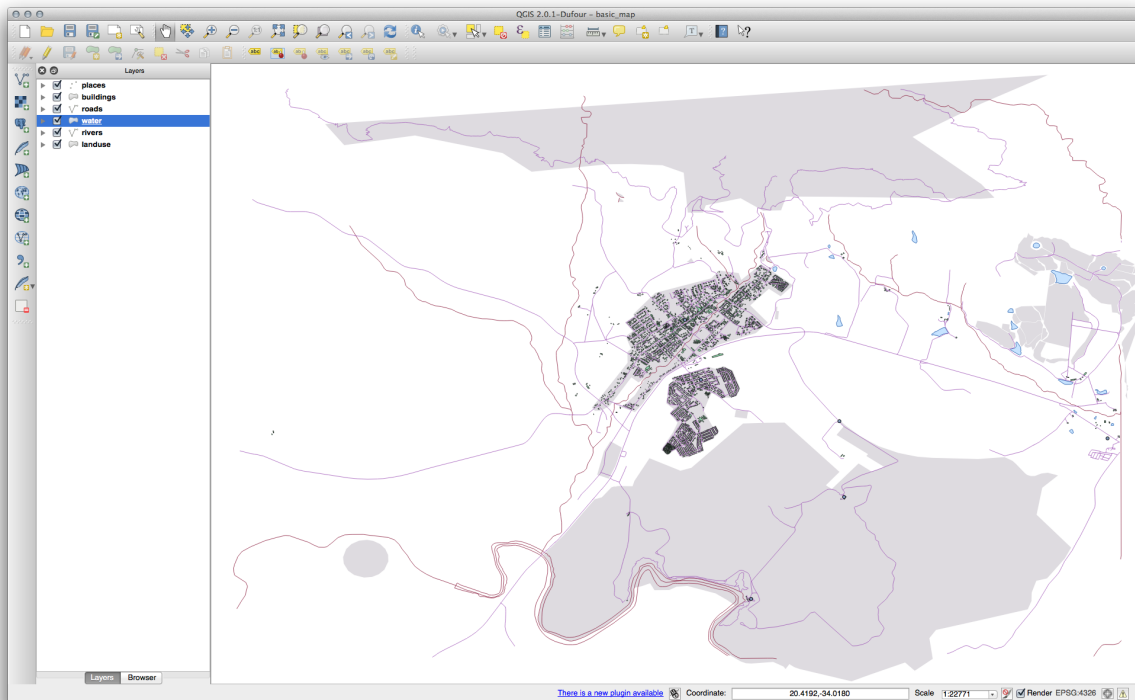 QGIS 2.0.1-Dufour - basic_map
Layers
places
buildings
roads
water
rivers
landuse
Layers Browser
There is a new plugin available Coordinate: 20.4192,-34.0180 Scale 1:22771 Render EPSG:4326